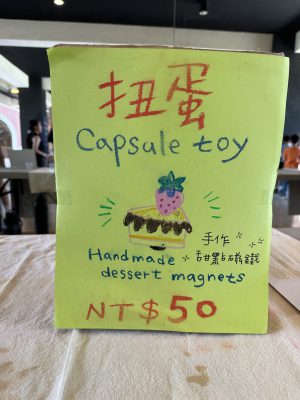 扭蛋
Capsule toy
手作
Handmade 甜點磁鐵
dessert magnets
NT$50